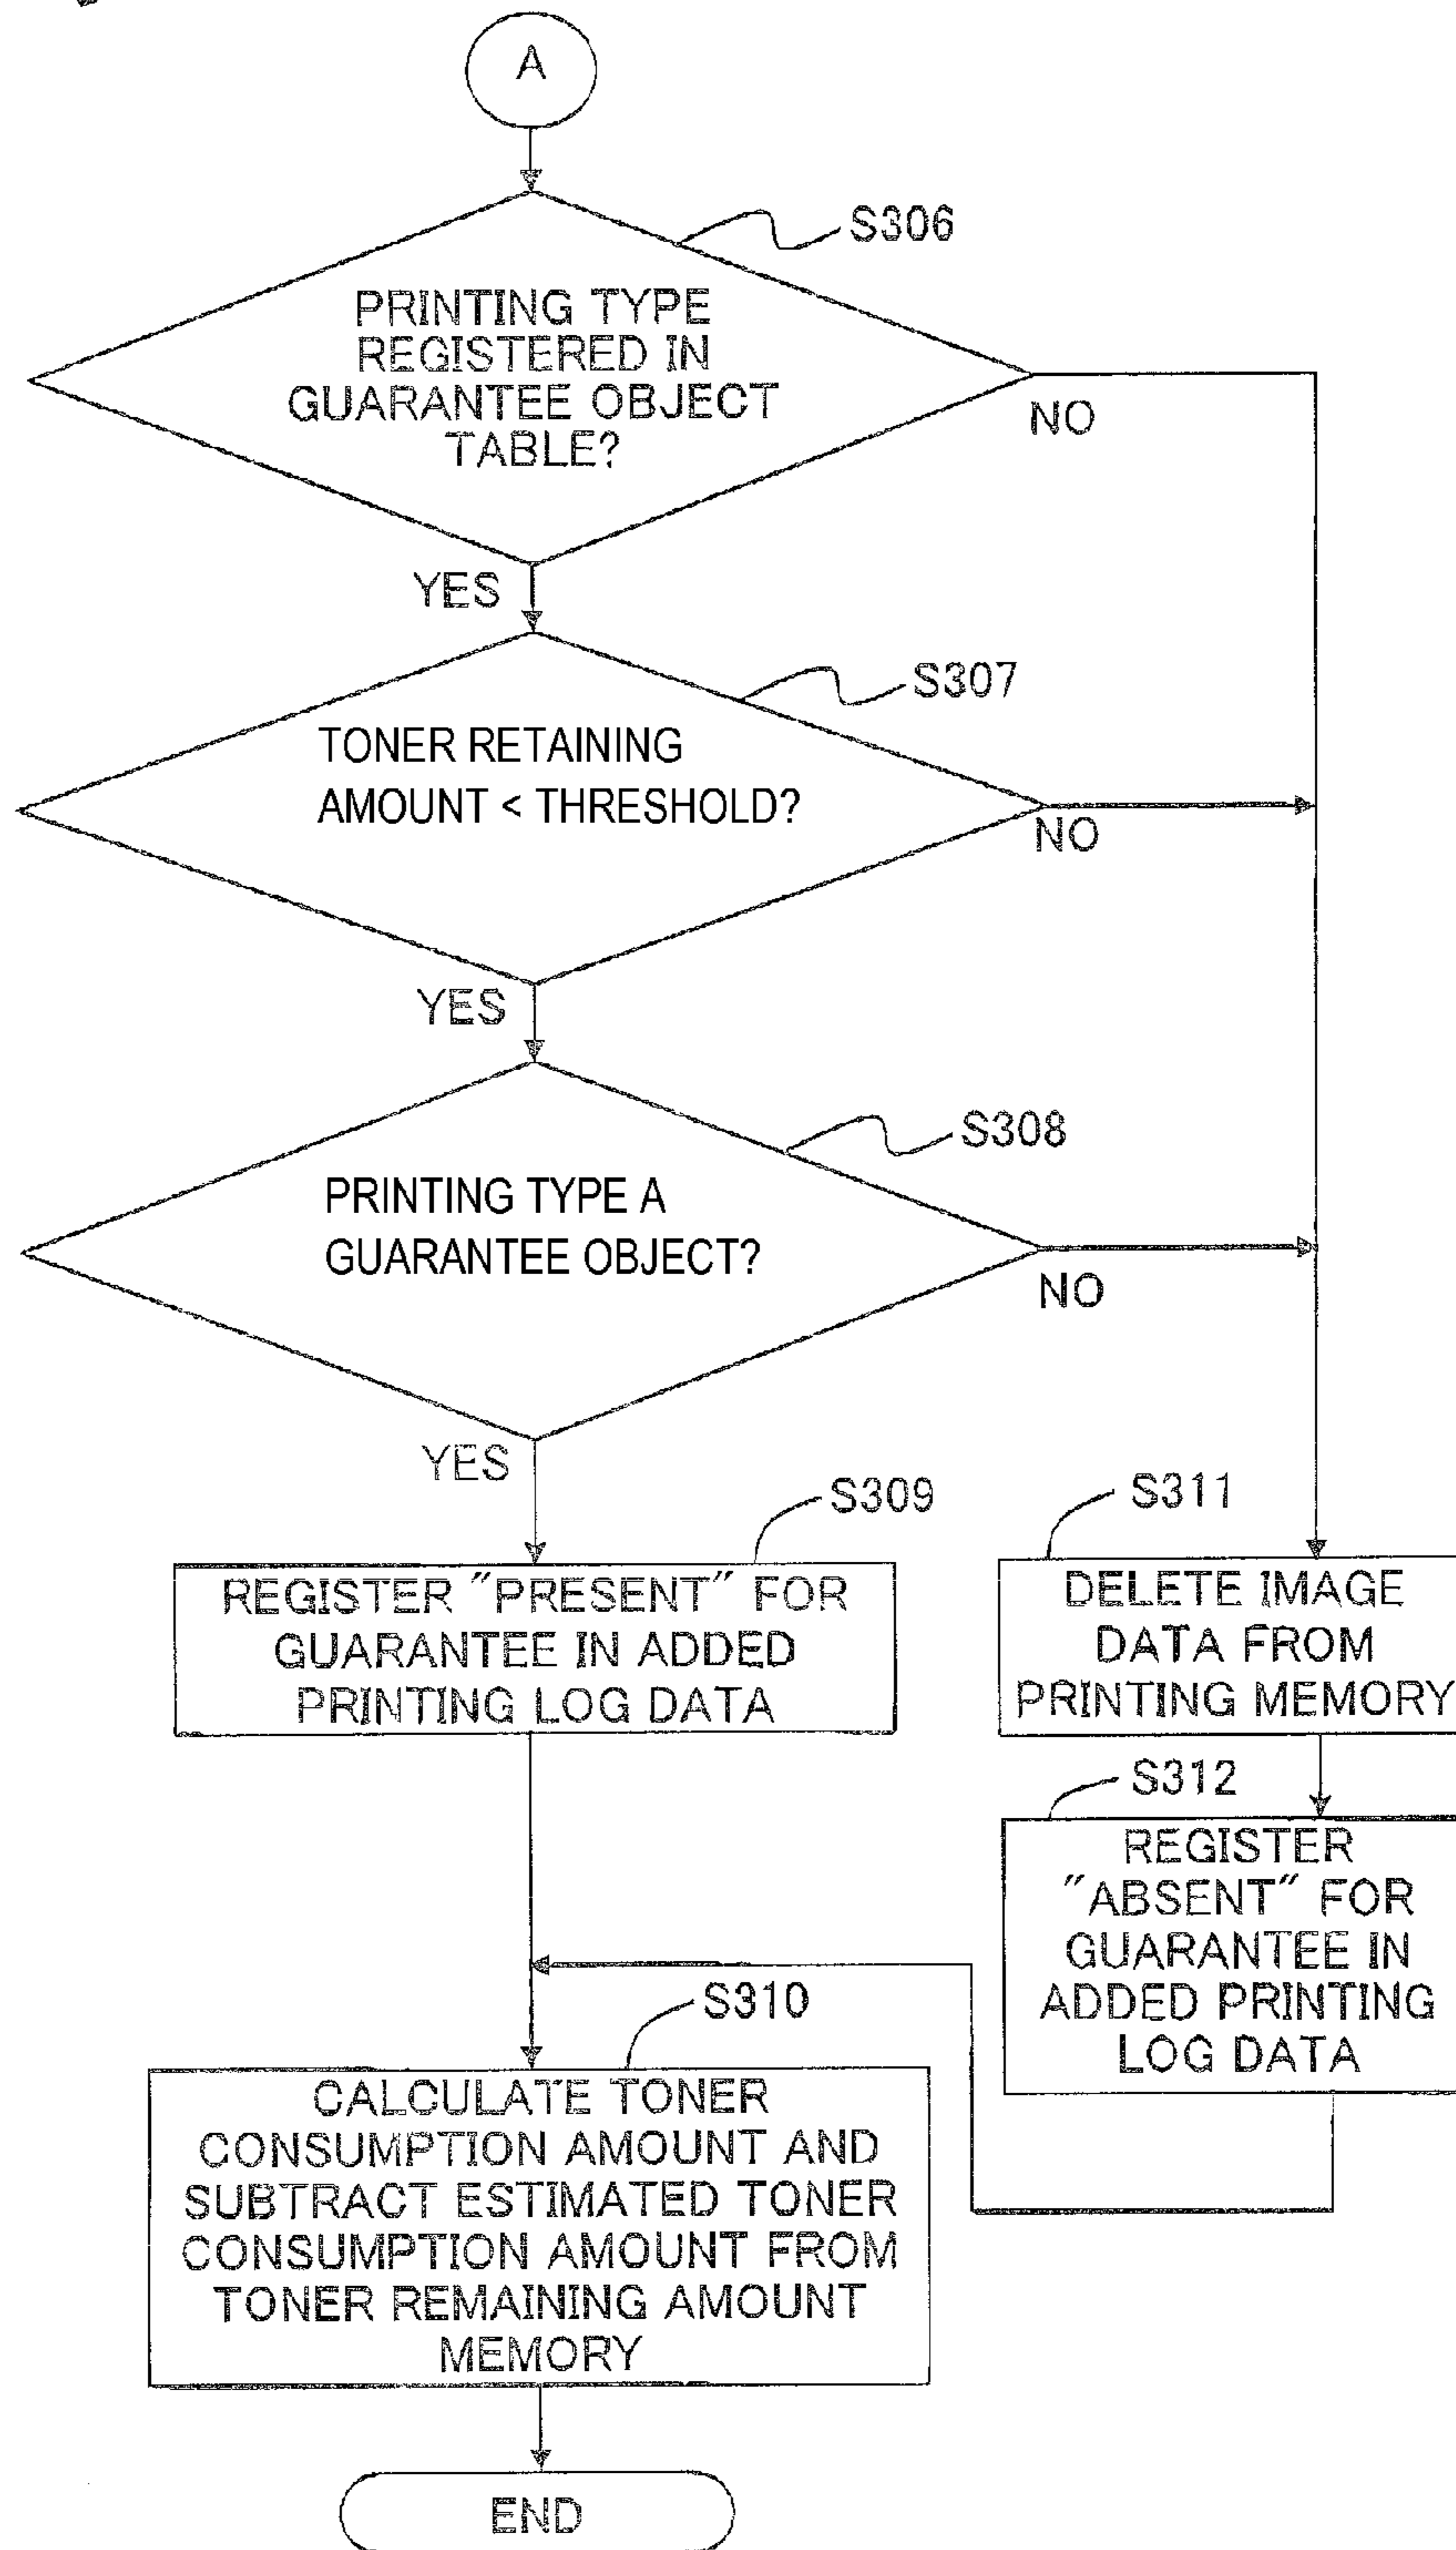 A
S306
PRINTING TYPE
REGISTERED IN
GUARANTEE OBJECT
TABLE?
NO
YES
S307
TONER RETAINING
AMOUNT < THRESHOLD?
NO
YES
S308
PRINTING TYPE A
GUARANTEE OBJECT?
NO
YES
S309
REGISTER "PRESENT" FOR
GUARANTEE IN ADDED
PRINTING LOG DATA
S311
DELETE IMAGE
DATA FROM
PRINTING MEMORY
S312
REGISTER
"ABSENT" FOR
GUARANTEE IN
ADDED PRINTING
LOG DATA
S310
CALCULATE TONER
CONSUMPTION AMOUNT AND
SUBTRACT ESTIMATED TONER
CONSUMPTION AMOUNT FROM
TONER REMAINING AMOUNT
MEMORY
END